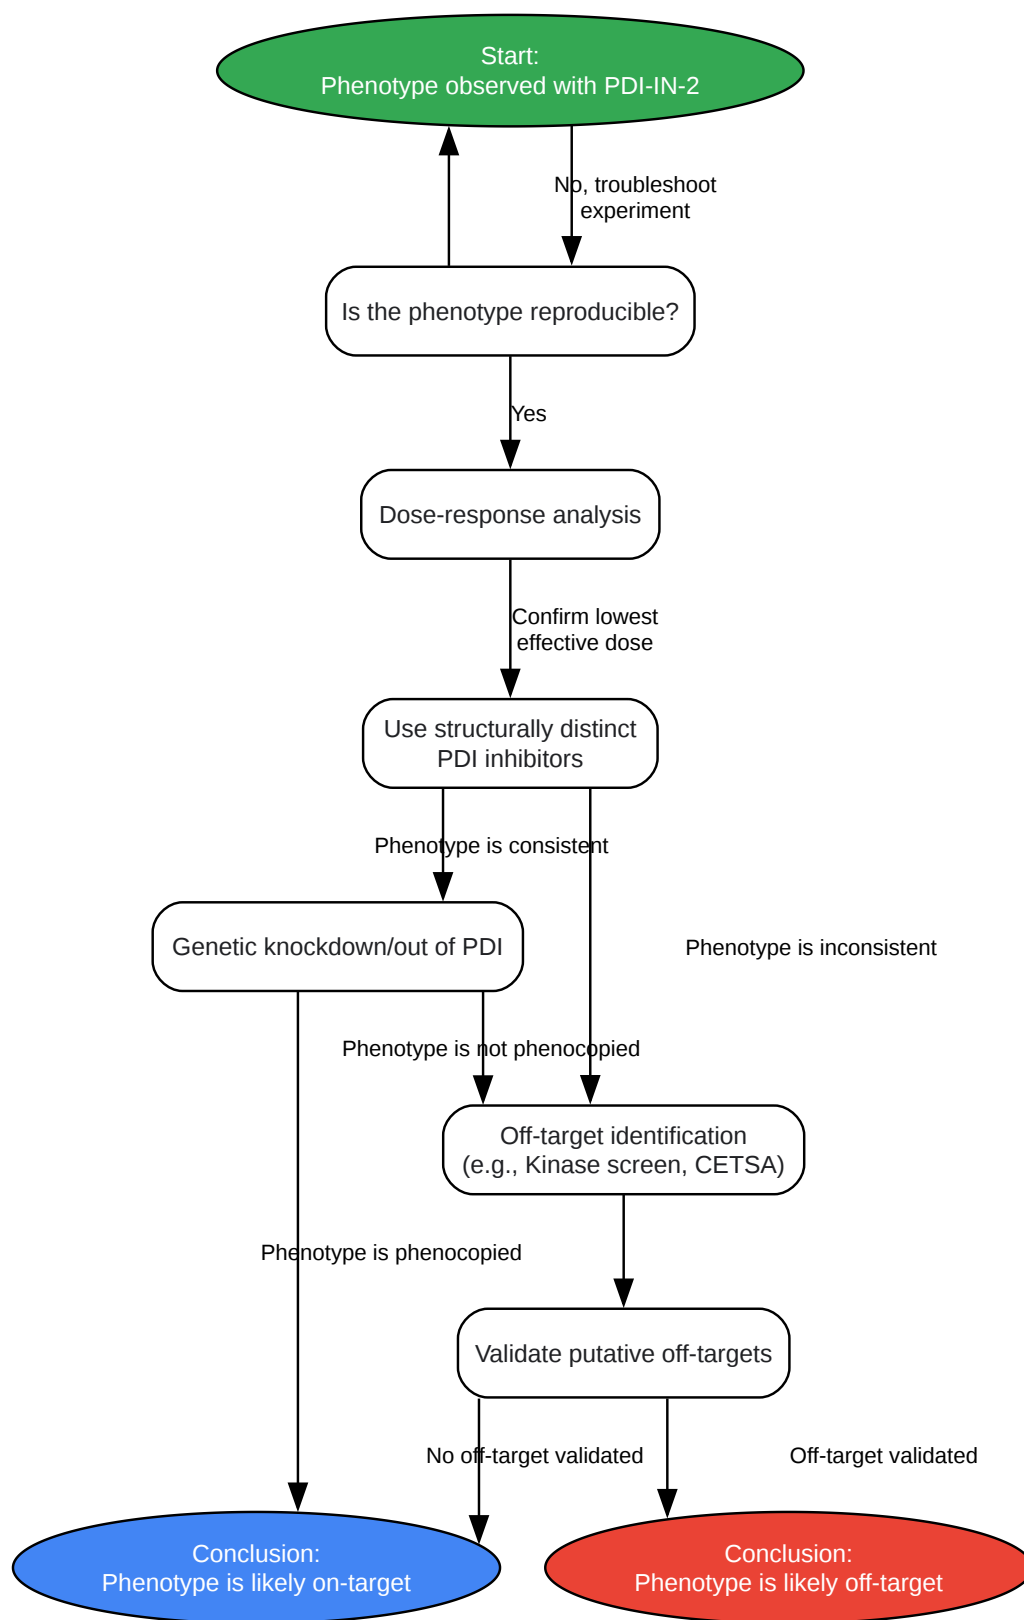 Start:
Phenotype observed with PDI-IN-2
No, troubleshoot
experiment
Is the phenotype reproducible?
Yes
Dose-response analysis
Confirm lowest
effective dose
Use structurally distinct
PDI inhibitors
Phenotype is consistent
Genetic knockdown/out of PDI
Phenotype is inconsistent
Phenotype is not phenocopied
Off-target identification
(e.g., Kinase screen, CETSA)
Phenotype is phenocopied
Validate putative off-targets
No off-target validated
Off-target validated
Conclusion:
Phenotype is likely on-target
Conclusion:
Phenotype is likely off-target